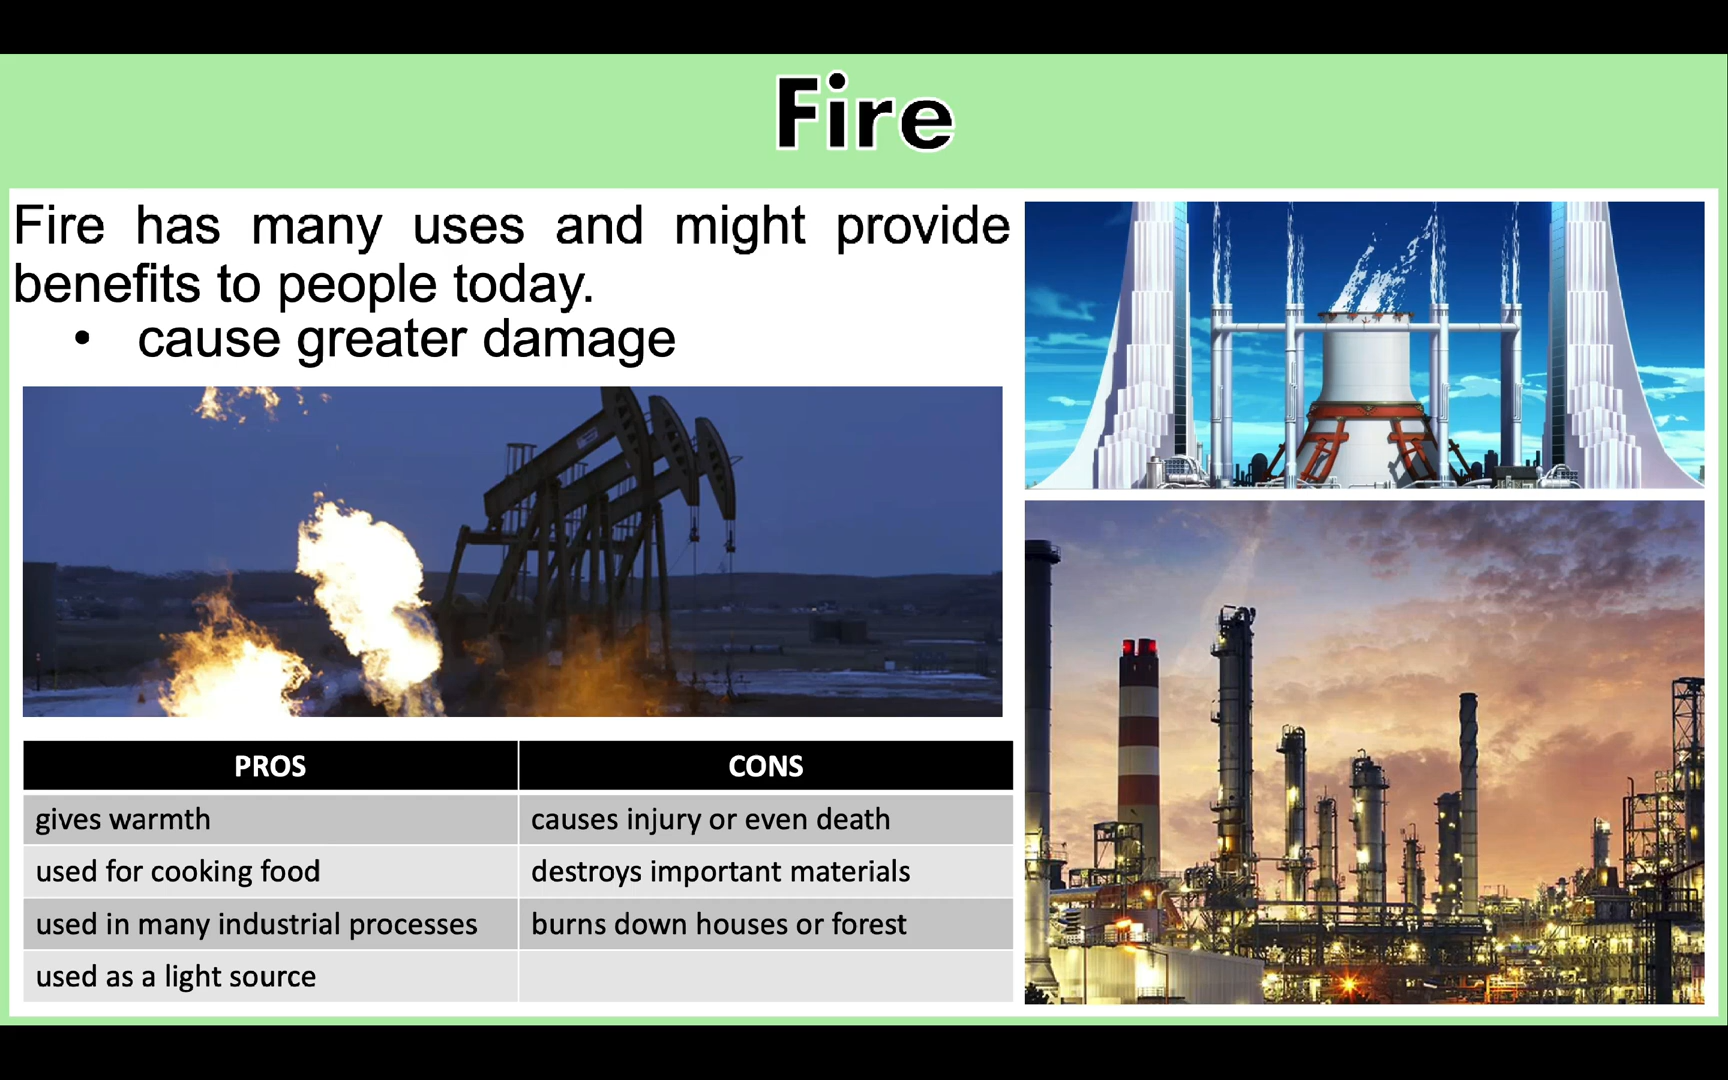 Fire
Fire has many uses and might provide
benefits to people today.
• cause greater damage
PROS CONS
gives warmth causes injury or even death
used for cooking food destroys important materials
used in many industrial processes burns down houses or forest
used as a light source